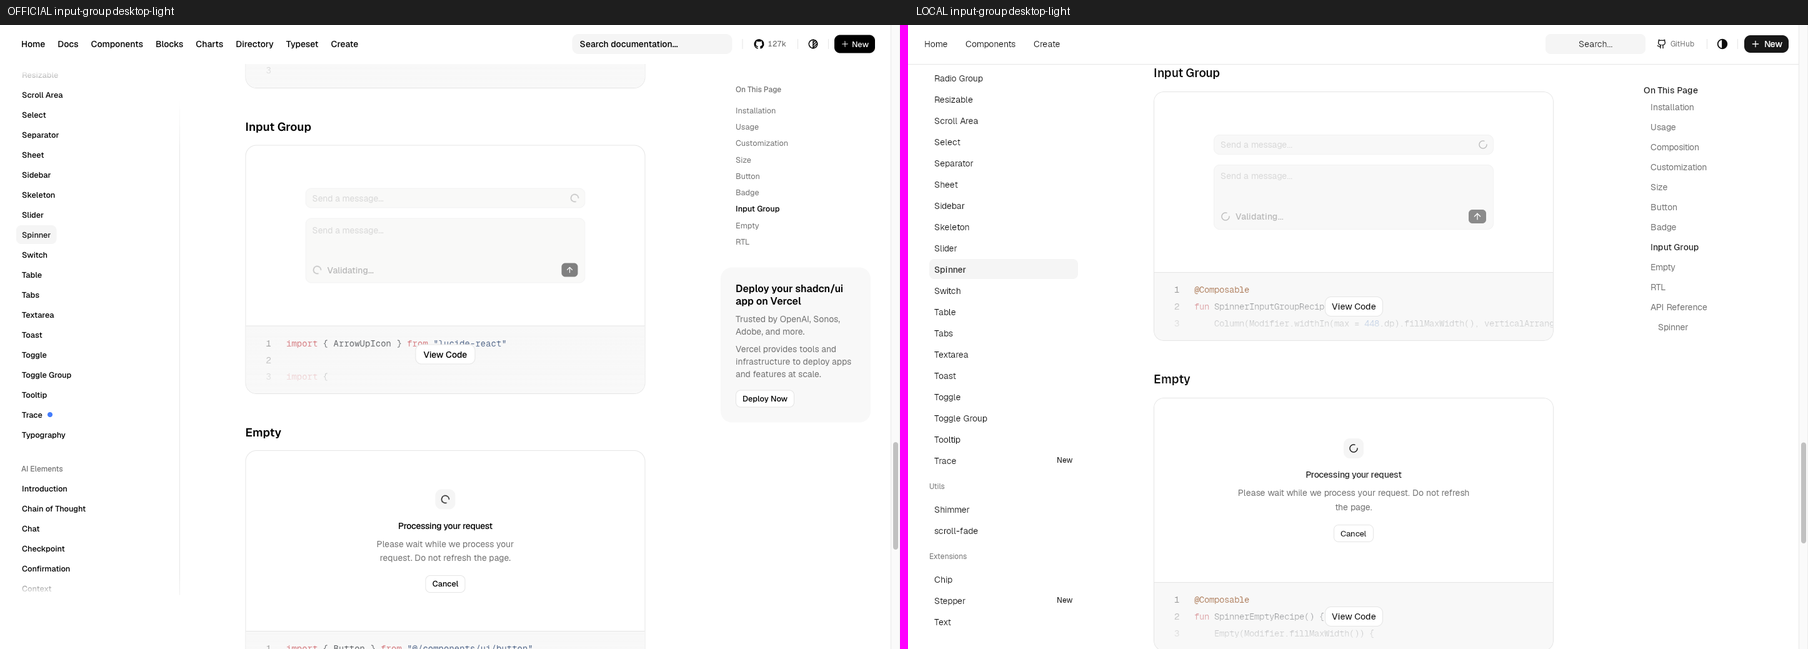 OFFICIAL input-group desktop-light
Home Docs Components Blocks Charts Directory Typeset Create
Search documentation...
127k
+ New
Resizable
Scroll Area
Select
Separator
Sheet
Sidebar
Skeleton
Slider
Spinner
Switch
Table
Tabs
Textarea
Toast
Toggle
Toggle Group
Tooltip
Trace
Typography
AI Elements
Introduction
Chain of Thought
Chat
Checkpoint
Confirmation
Context
3
Input Group
Send a message...
Send a message...
Validating...
1 import { ArrowUpIcon } from "lucide-react"
2
3 import {
View Code
Empty
Processing your request
Please wait while we process your
request. Do not refresh the page.
Cancel
1 import { Button } from "@/components/ui/button"
On This Page
Installation
Usage
Customization
Size
Button
Badge
Input Group
Empty
RTL
Deploy your shadcn/ui
app on Vercel
Trusted by OpenAI, Sonos,
Adobe, and more.
Vercel provides tools and
infrastructure to deploy apps
and features at scale.
Deploy Now
LOCAL input-group desktop-light
Home Components Create
Search...
GitHub
+ New
Radio Group
Resizable
Scroll Area
Select
Separator
Sheet
Sidebar
Skeleton
Slider
Spinner
Switch
Table
Tabs
Textarea
Toast
Toggle
Toggle Group
Tooltip
Trace New
Utils
Shimmer
scroll-fade
Extensions
Chip
Stepper New
Text
Input Group
Send a message...
Send a message...
Validating...
1 @Composable
2 fun SpinnerInputGroupRecip
3 Column(Modifier.widthIn(max = 448.dp).fillMaxWidth(), verticalArrang
View Code
Empty
Processing your request
Please wait while we process your request. Do not refresh
the page.
Cancel
1 @Composable
2 fun SpinnerEmptyRecipe() {
3 Empty(Modifier.fillMaxWidth()) {
View Code
On This Page
Installation
Usage
Composition
Customization
Size
Button
Badge
Input Group
Empty
RTL
API Reference
Spinner